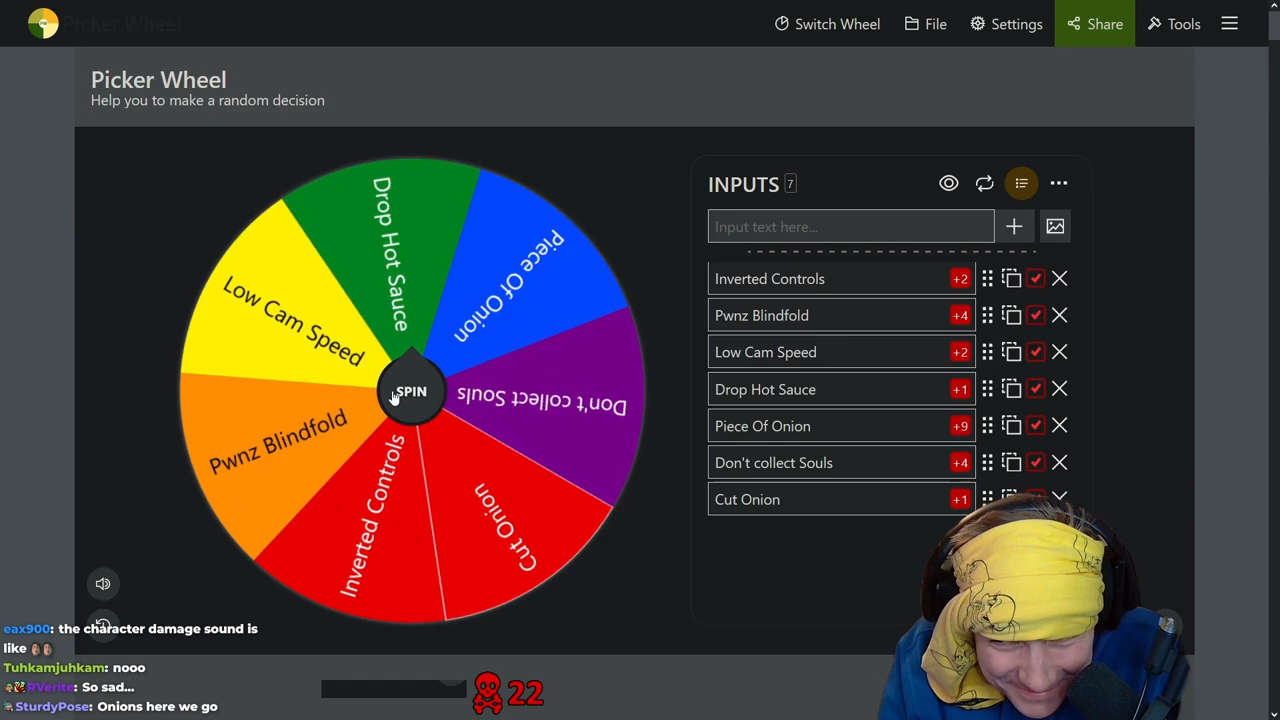 Picker Wheel
Switch Wheel
File
Settings
Share
Tools
Picker Wheel
Help you to make a random decision
Drop Hot Sauce
Piece Of Onion
Low Cam Speed
SPIN
Don't collect Souls
Pwnz Blindfold
Inverted Controls
Cut Onion
INPUTS 7
Input text here...
Inverted Controls +2
Pwnz Blindfold +4
Low Cam Speed +2
Drop Hot Sauce +1
Piece Of Onion +9
Don't collect Souls +4
Cut Onion +1
eax900: the character damage sound is
like
Tuhkamjuhkam: nooo
RVerite: So sad...
SturdyPose: Onions here we go
22